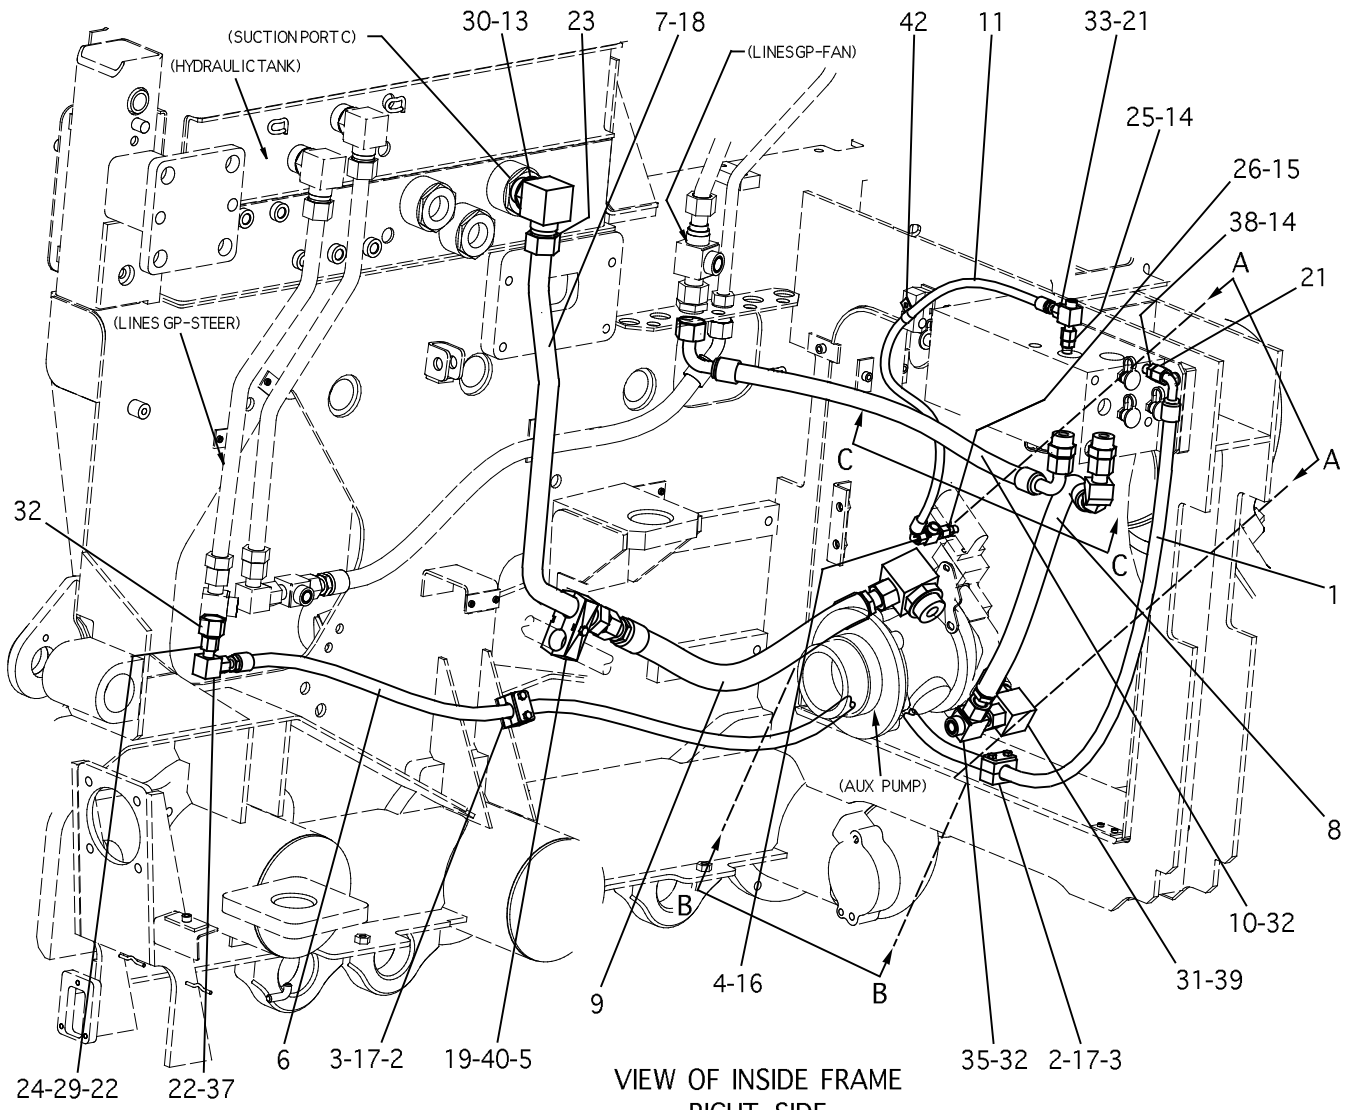 30-13
23
7-18
42
11
33-21
(SUCTION PORT C)
(LINES GP-FAN)
(HYDRAULIC TANK)
25-14
26-15
38-14
A
21
(LINES GP-STEER)
C
A
32
C
1
(AUX PUMP)
8
B
10-32
4-16
31-39
B
9
24-29-22
22-37
6
3-17-2
19-40-5
35-32
2-17-3
VIEW OF INSIDE FRAME
RIGHT SIDE